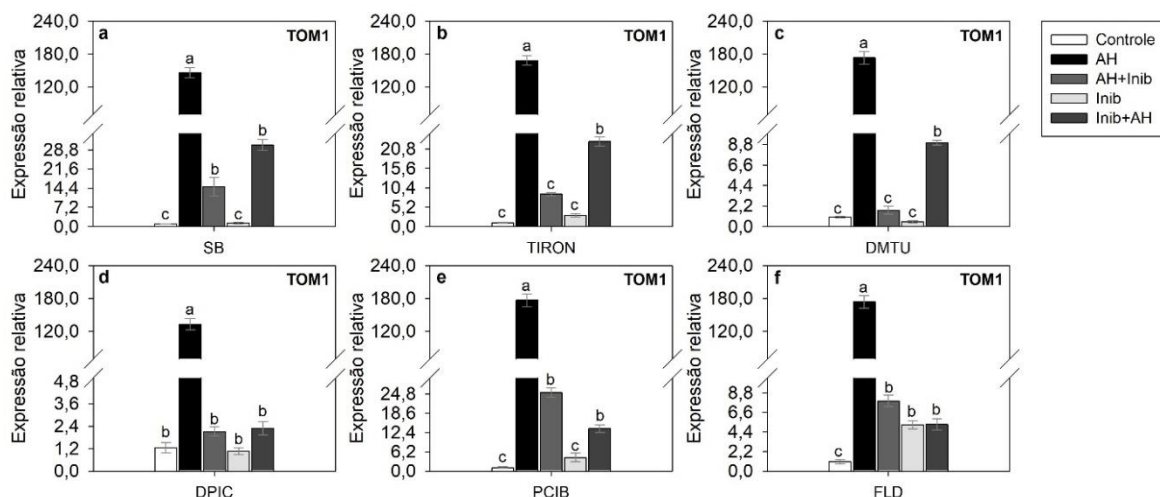 a TOM1
Expressão relativa
240,0
180,0
120,0
28,8
21,6
14,4
7,2
0,0
c a b c b
SB
b TOM1
Expressão relativa
240,0
180,0
120,0
20,8
15,6
10,4
5,2
0,0
c a c c b
TIRON
c TOM1
Expressão relativa
240,0
180,0
120,0
8,8
6,6
4,4
2,2
0,0
c a c c b
DMTU
Controle
AH
AH+Inib
Inib
Inib+AH
d TOM1
Expressão relativa
240,0
180,0
120,0
4,8
3,6
2,4
1,2
0,0
b a b b b
DPIC
e TOM1
Expressão relativa
240,0
180,0
120,0
24,8
18,6
12,4
6,2
0,0
c a b c b
PCIB
f TOM1
Expressão relativa
240,0
180,0
120,0
8,8
6,6
4,4
2,2
0,0
c a b b b
FLD